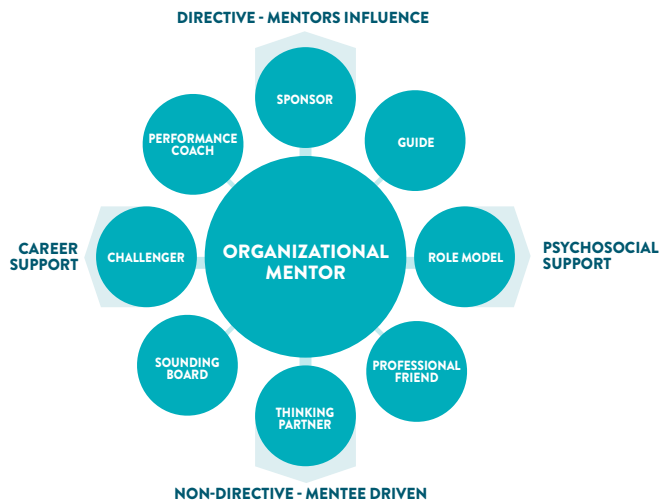 DIRECTIVE - MENTORS INFLUENCE
SPONSOR
PERFORMANCE
COACH
GUIDE
CAREER
SUPPORT
CHALLENGER
ORGANIZATIONAL
MENTOR
ROLE MODEL
PSYCHOSOCIAL
SUPPORT
SOUNDING
BOARD
PROFESSIONAL
FRIEND
THINKING
PARTNER
NON-DIRECTIVE - MENTEE DRIVEN